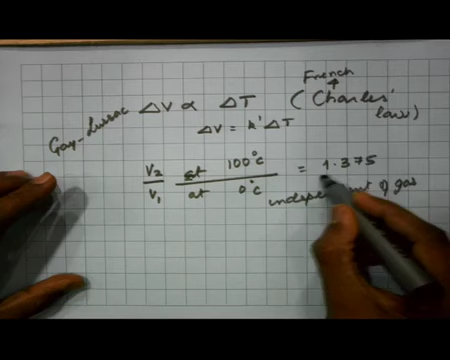 French
Gay-Lussac ΔV ∝ ΔT (Charles' law)
ΔV = k' ΔT
V₂ at 100°C = 1.375
V₁ at 0°C independent of gas